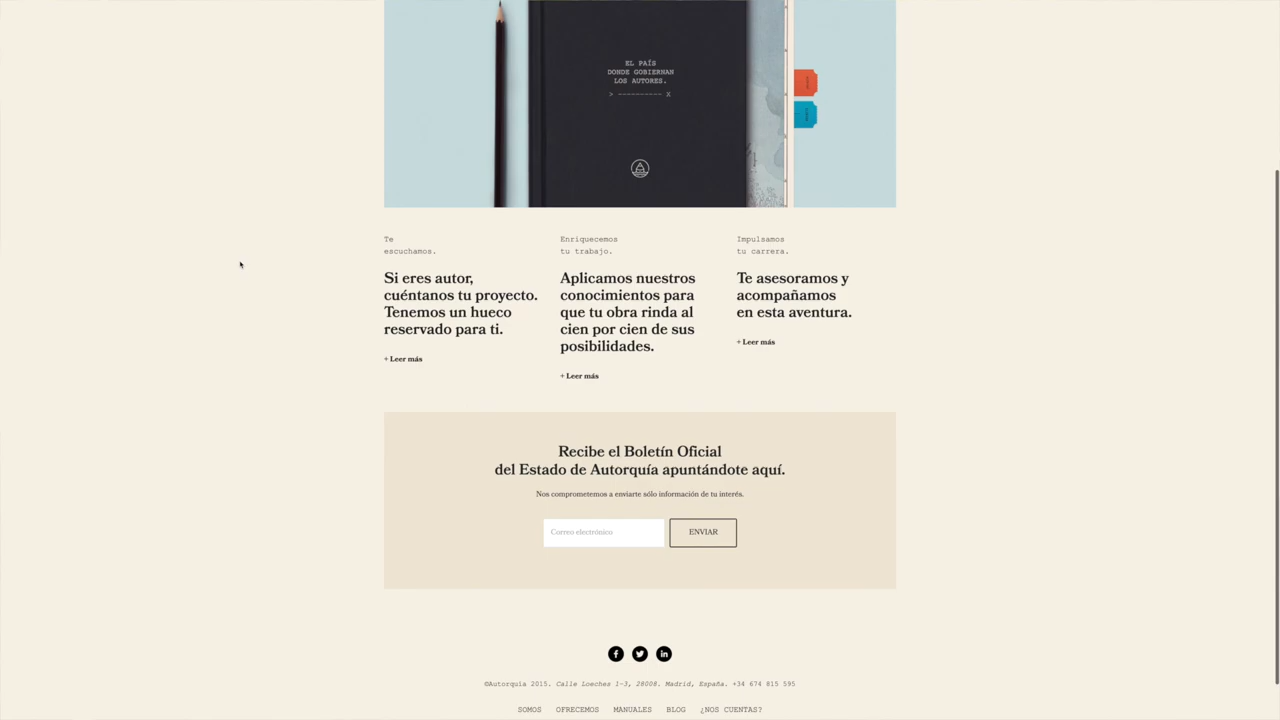 EL PAÍS
DONDE GOBIERNAN
LOS AUTORES.
> ---------- X
Te
escuchamos.
Si eres autor,
cuéntanos tu proyecto.
Tenemos un hueco
reservado para ti.
+ Leer más
Enriquecemos
tu trabajo.
Aplicamos nuestros
conocimientos para
que tu obra rinda al
cien por cien de sus
posibilidades.
+ Leer más
Impulsamos
tu carrera.
Te asesoramos y
acompañamos
en esta aventura.
+ Leer más
Recibe el Boletín Oficial
del Estado de Autorquía apuntándote aquí.
Nos comprometemos a enviarte sólo información de tu interés.
Correo electrónico
ENVIAR
©Autorquía 2015. Calle Loeches 1-3, 28008. Madrid, España. +34 674 815 595
SOMOS OFRECEMOS MANUALES BLOG ¿NOS CUENTAS?